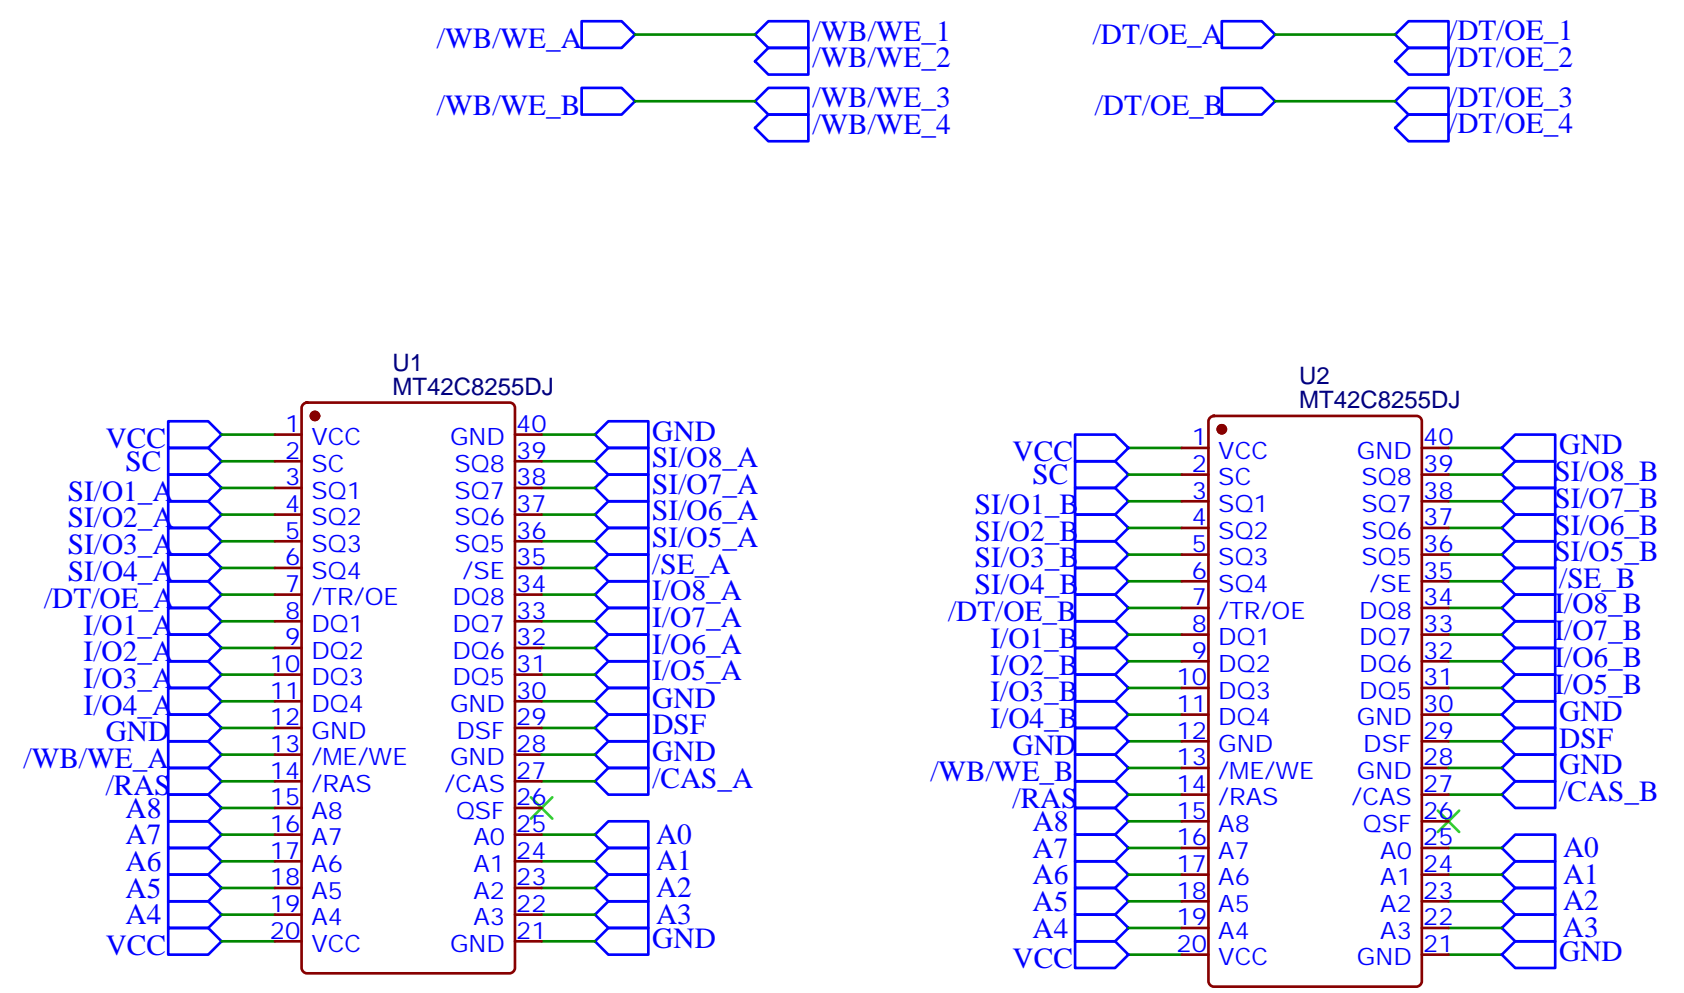 /WB/WE_A /WB/WE_1 /DT/OE_A /DT/OE_1
/WB/WE_2 /DT/OE_2
/WB/WE_B /WB/WE_3 /DT/OE_B /DT/OE_3
/WB/WE_4 /DT/OE_4
U1
MT42C8255DJ
VCC 1 VCC GND 40 GND
SC 2 SC SQ8 39 SI/O8_A
SI/O1_A 3 SQ1 SQ7 38 SI/O7_A
SI/O2_A 4 SQ2 SQ6 37 SI/O6_A
SI/O3_A 5 SQ3 SQ5 36 SI/O5_A
SI/O4_A 6 SQ4 /SE 35 /SE_A
/DT/OE_A 7 /TR/OE DQ8 34 I/O8_A
I/O1_A 8 DQ1 DQ7 33 I/O7_A
I/O2_A 9 DQ2 DQ6 32 I/O6_A
I/O3_A 10 DQ3 DQ5 31 I/O5_A
I/O4_A 11 DQ4 GND 30 GND
GND 12 GND DSF 29 DSF
/WB/WE_A 13 /ME/WE GND 28 GND
/RAS 14 /RAS /CAS 27 /CAS_A
A8 15 A8 QSF 26
A7 16 A7 A0 25 A0
A6 17 A6 A1 24 A1
A5 18 A5 A2 23 A2
A4 19 A4 A3 22 A3
VCC 20 VCC GND 21 GND
U2
MT42C8255DJ
VCC 1 VCC GND 40 GND
SC 2 SC SQ8 39 SI/O8_B
SI/O1_B 3 SQ1 SQ7 38 SI/O7_B
SI/O2_B 4 SQ2 SQ6 37 SI/O6_B
SI/O3_B 5 SQ3 SQ5 36 SI/O5_B
SI/O4_B 6 SQ4 /SE 35 /SE_B
/DT/OE_B 7 /TR/OE DQ8 34 I/O8_B
I/O1_B 8 DQ1 DQ7 33 I/O7_B
I/O2_B 9 DQ2 DQ6 32 I/O6_B
I/O3_B 10 DQ3 DQ5 31 I/O5_B
I/O4_B 11 DQ4 GND 30 GND
GND 12 GND DSF 29 DSF
/WB/WE_B 13 /ME/WE GND 28 GND
/RAS 14 /RAS /CAS 27 /CAS_B
A8 15 A8 QSF 26
A7 16 A7 A0 25 A0
A6 17 A6 A1 24 A1
A5 18 A5 A2 23 A2
A4 19 A4 A3 22 A3
VCC 20 VCC GND 21 GND